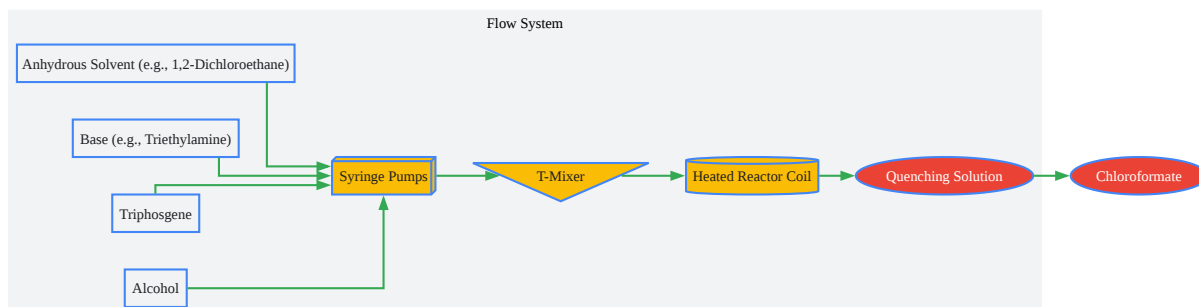 Flow System
Anhydrous Solvent (e.g., 1,2-Dichloroethane)
Base (e.g., Triethylamine)
Triphosgene
Alcohol
Syringe Pumps
T-Mixer
Heated Reactor Coil
Quenching Solution
Chloroformate